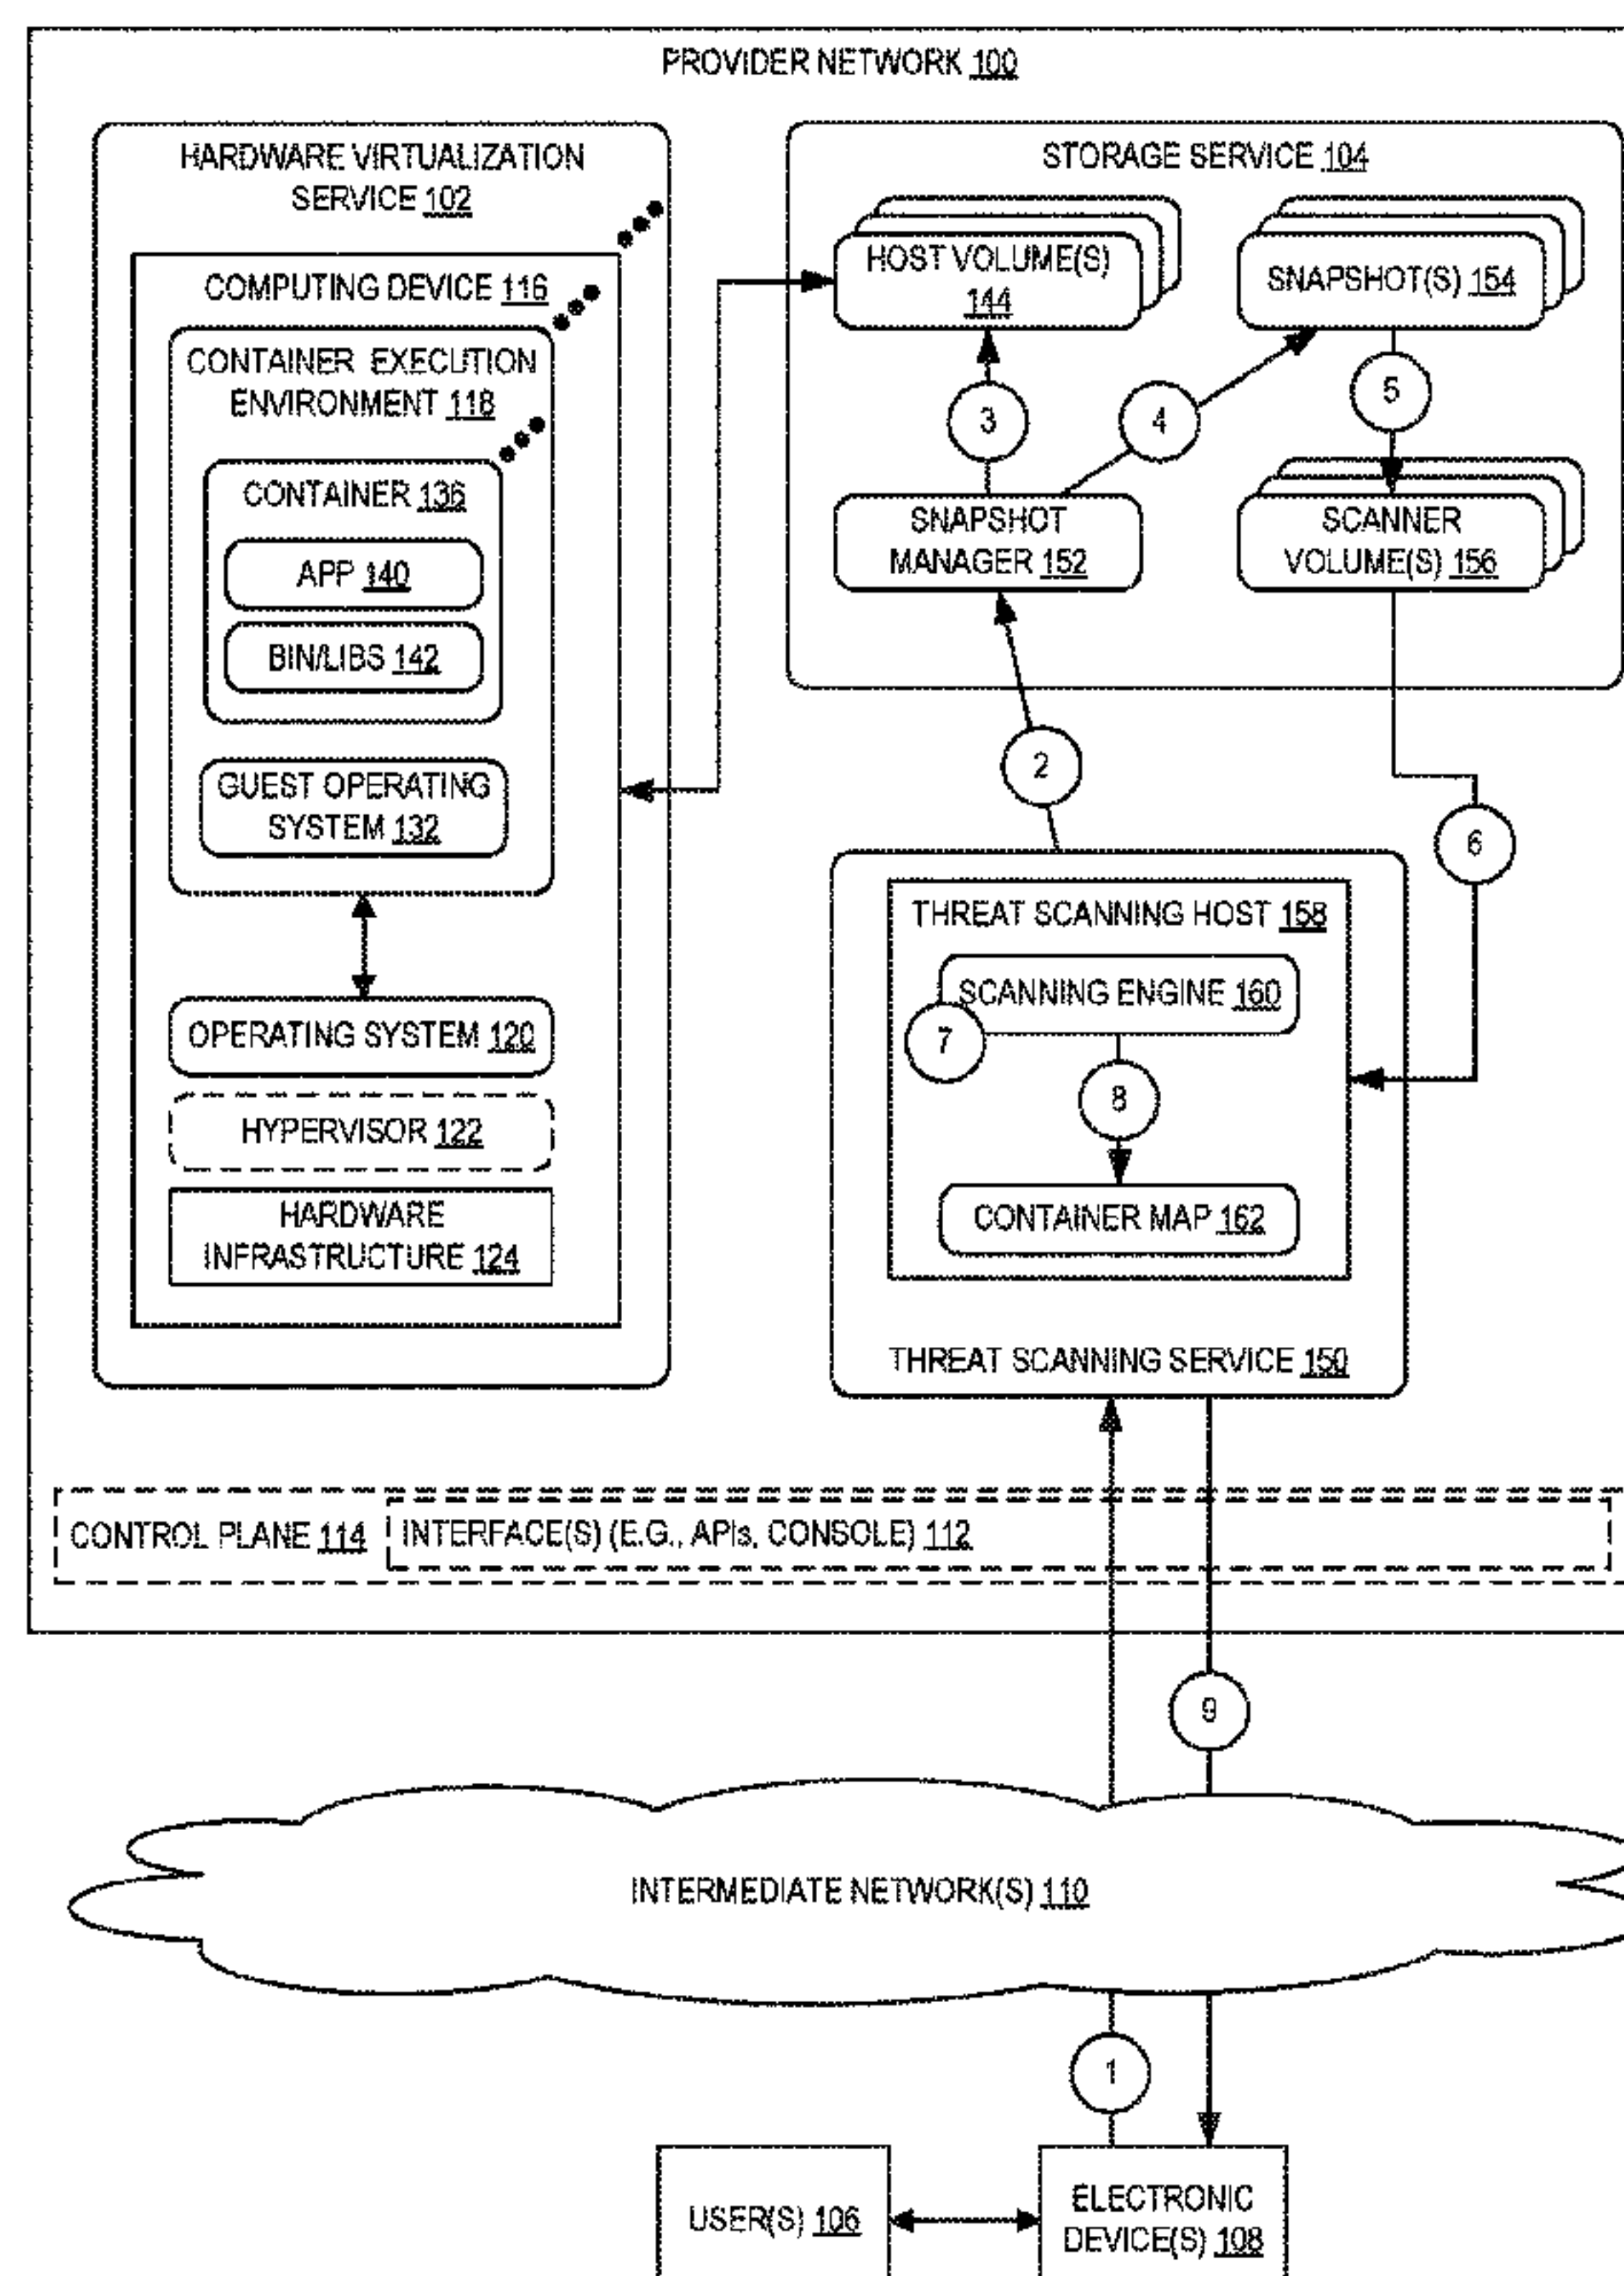 PROVIDER NETWORK 100
HARDWARE VIRTUALIZATION
SERVICE 102
COMPUTING DEVICE 116
CONTAINER EXECUTION
ENVIRONMENT 118
CONTAINER 136
APP 140
BIN/LIBS 142
GUEST OPERATING
SYSTEM 132
OPERATING SYSTEM 120
HYPERVISOR 122
HARDWARE
INFRASTRUCTURE 124
STORAGE SERVICE 104
HOST VOLUME(S)
144
SNAPSHOT(S) 154
3
4
5
SNAPSHOT
MANAGER 152
SCANNER
VOLUME(S) 156
2
6
THREAT SCANNING HOST 158
SCANNING ENGINE 160
7
8
CONTAINER MAP 162
THREAT SCANNING SERVICE 150
CONTROL PLANE 114
INTERFACE(S) (E.G., APIs, CONSOLE) 112
9
INTERMEDIATE NETWORK(S) 110
1
USER(S) 106
ELECTRONIC
DEVICE(S) 108